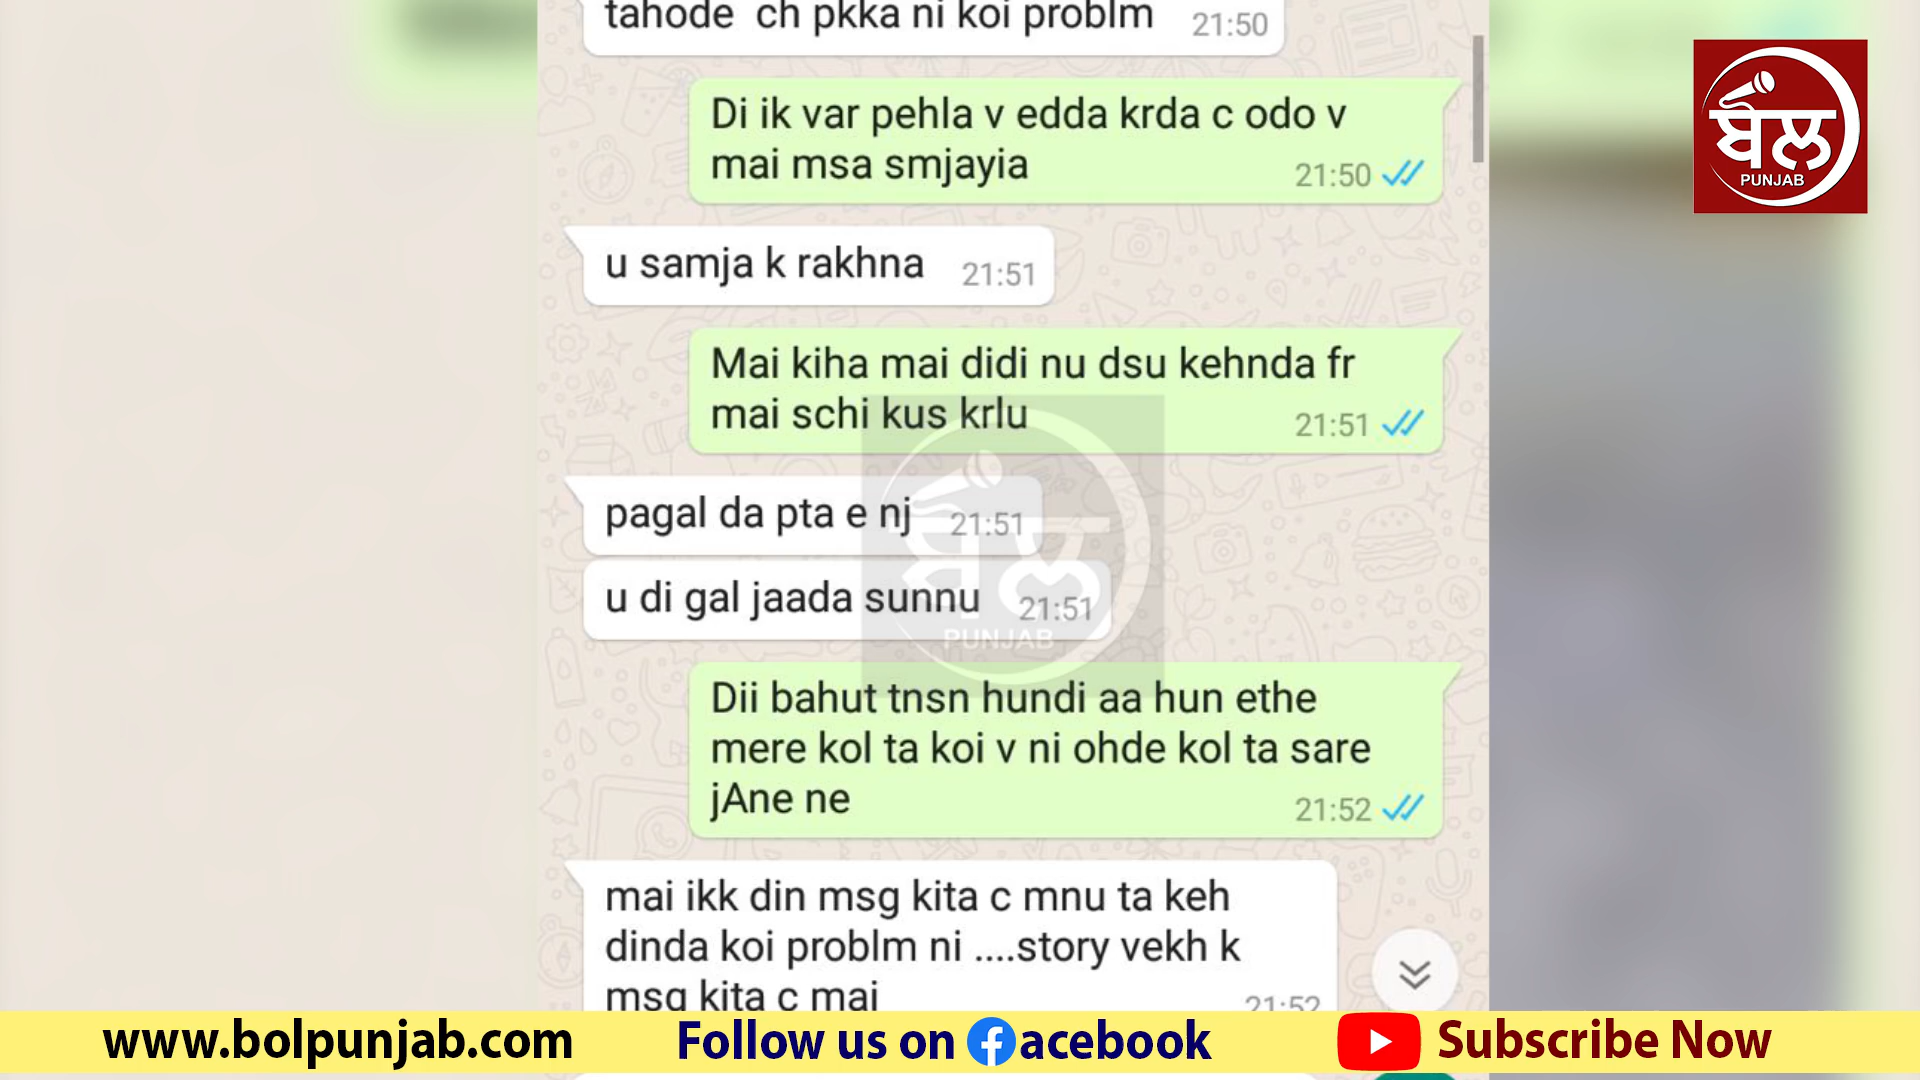 tahode ch pkka ni koi problm 21:50
ਬੋਲ
PUNJAB
Di ik var pehla v edda krda c odo v
mai msa smjayia 21:50
u samja k rakhna 21:51
Mai kiha mai didi nu dsu kehnda fr
mai schi kus krlu 21:51
pagal da pta e nj 21:51
u di gal jaada sunnu 21:51
ਬੋਲ
PUNJAB
Dii bahut tnsn hundi aa hun ethe
mere kol ta koi v ni ohde kol ta sare
jAne ne 21:52
mai ikk din msg kita c mnu ta keh
dinda koi problm ni ....story vekh k
msg kita c mai 21:52
www.bolpunjab.com Follow us on facebook Subscribe Now